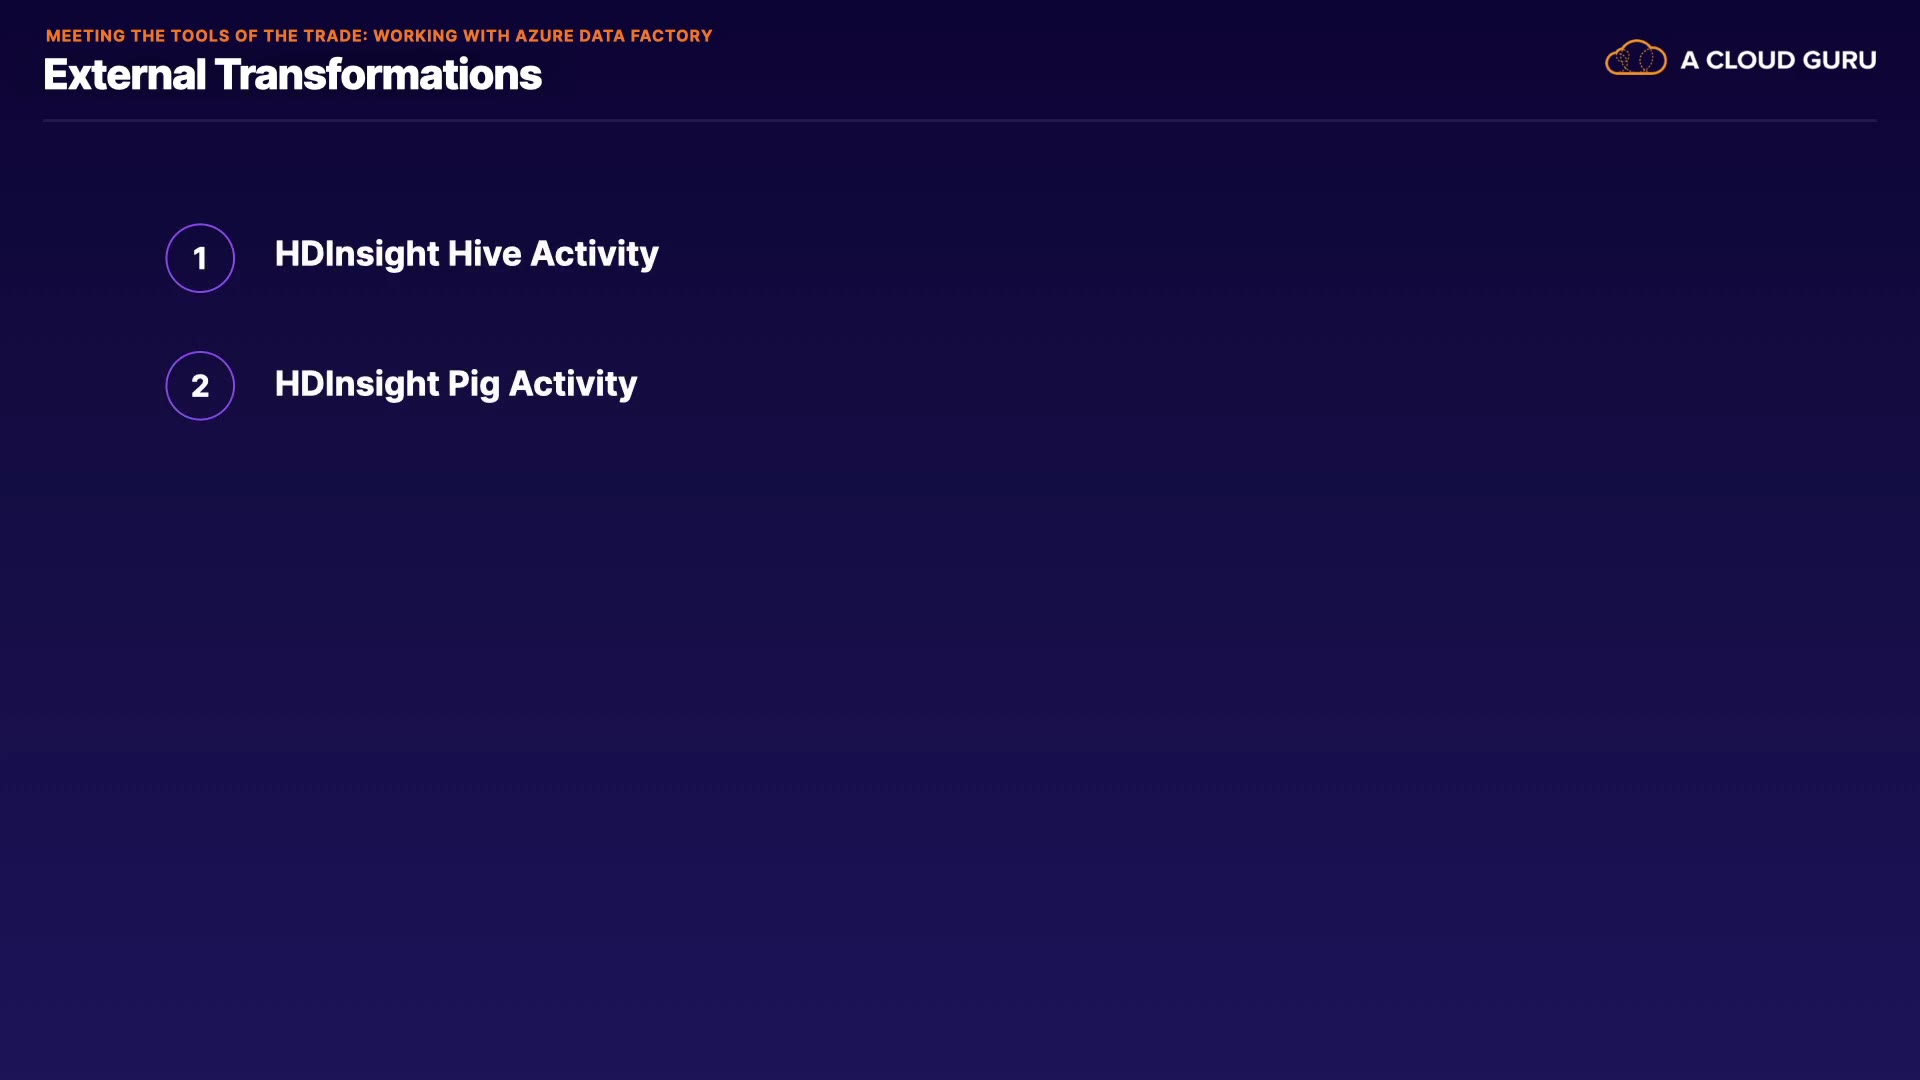 MEETING THE TOOLS OF THE TRADE: WORKING WITH AZURE DATA FACTORY
External Transformations
A CLOUD GURU
1 HDInsight Hive Activity
2 HDInsight Pig Activity